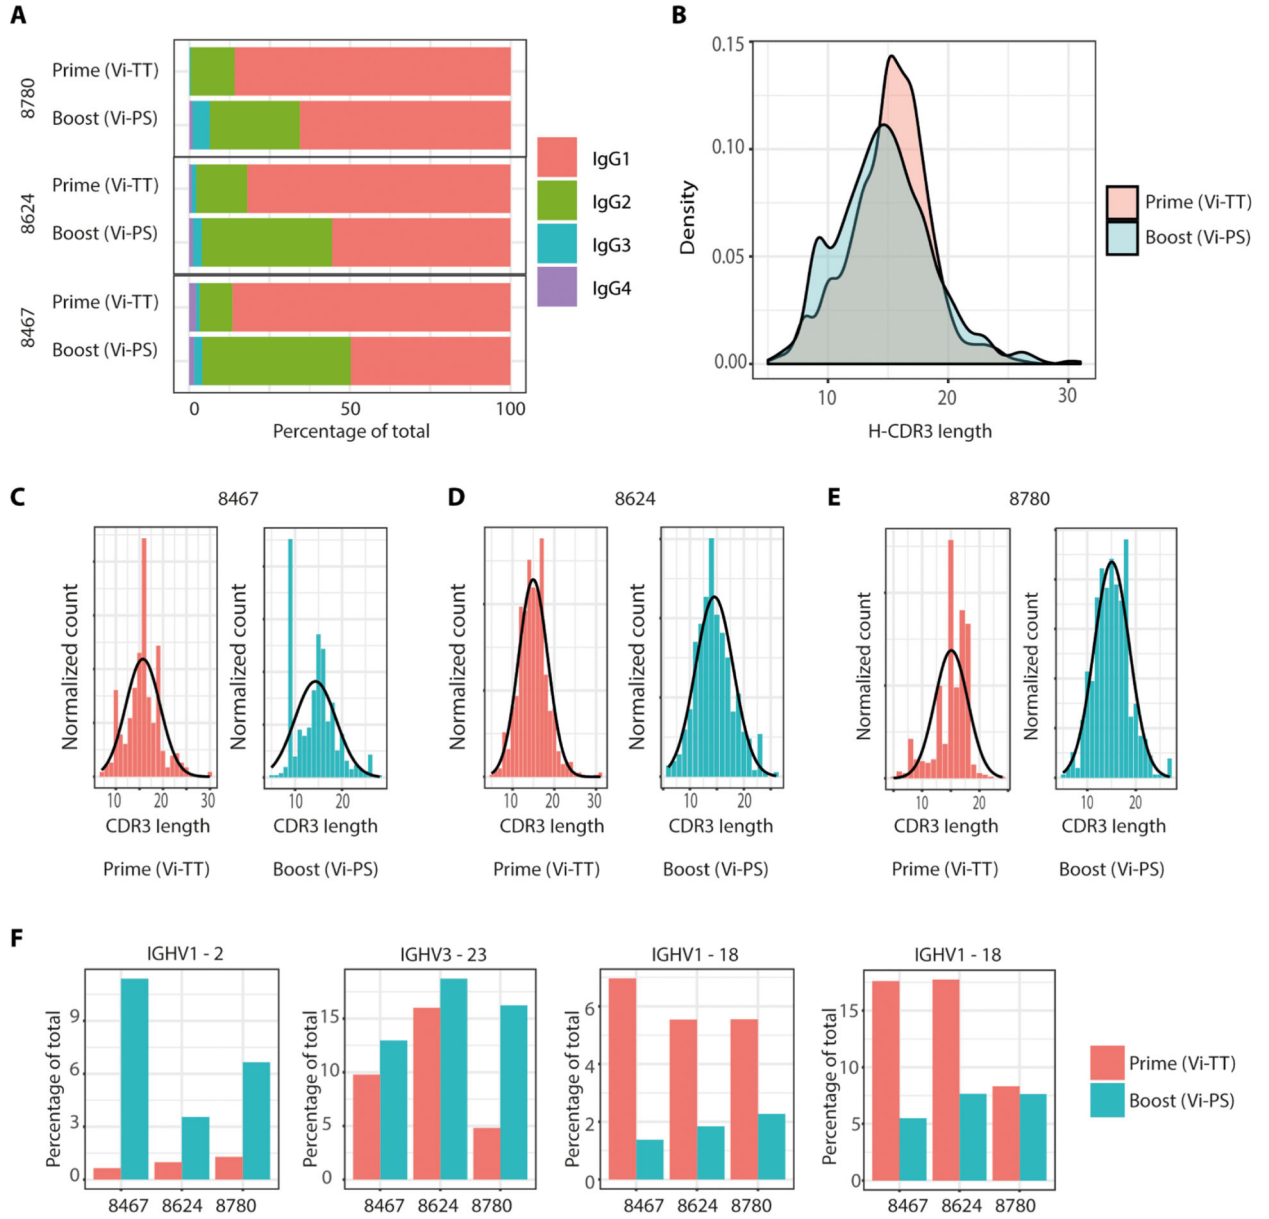 A
8780
Prime (Vi-TT)
Boost (Vi-PS)
8624
Prime (Vi-TT)
Boost (Vi-PS)
8467
Prime (Vi-TT)
Boost (Vi-PS)
0 50 100
Percentage of total
IgG1
IgG2
IgG3
IgG4
B
0.15
0.10
0.05
0.00
Density
10 20 30
H-CDR3 length
Prime (Vi-TT)
Boost (Vi-PS)
C
8467
Normalized count
10 20 30
CDR3 length
Prime (Vi-TT)
Normalized count
10 20
CDR3 length
Boost (Vi-PS)
D
8624
Normalized count
10 20 30
CDR3 length
Prime (Vi-TT)
Normalized count
10 20
CDR3 length
Boost (Vi-PS)
E
8780
Normalized count
10 20
CDR3 length
Prime (Vi-TT)
Normalized count
10 20
CDR3 length
Boost (Vi-PS)
F
IGHV1 - 2
Percentage of total
9
6
3
0
8467 8624 8780
IGHV3 - 23
Percentage of total
15
10
5
0
8467 8624 8780
IGHV1 - 18
Percentage of total
6
4
2
0
8467 8624 8780
IGHV1 - 18
Percentage of total
15
10
5
0
8467 8624 8780
Prime (Vi-TT)
Boost (Vi-PS)